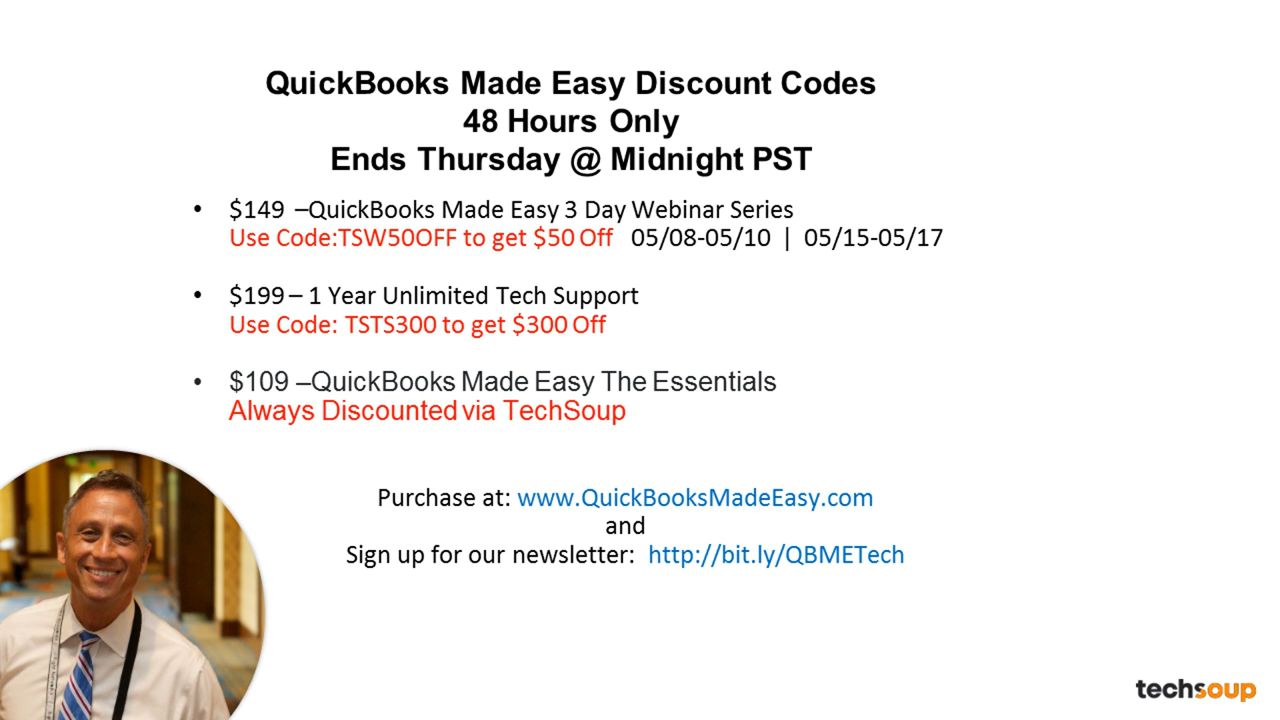 QuickBooks Made Easy Discount Codes
48 Hours Only
Ends Thursday @ Midnight PST
• $149 –QuickBooks Made Easy 3 Day Webinar Series
Use Code:TSW50OFF to get $50 Off 05/08-05/10 | 05/15-05/17
• $199 – 1 Year Unlimited Tech Support
Use Code: TSTS300 to get $300 Off
• $109 –QuickBooks Made Easy The Essentials
Always Discounted via TechSoup
Purchase at: www.QuickBooksMadeEasy.com
and
Sign up for our newsletter: http://bit.ly/QBMETech
techsoup